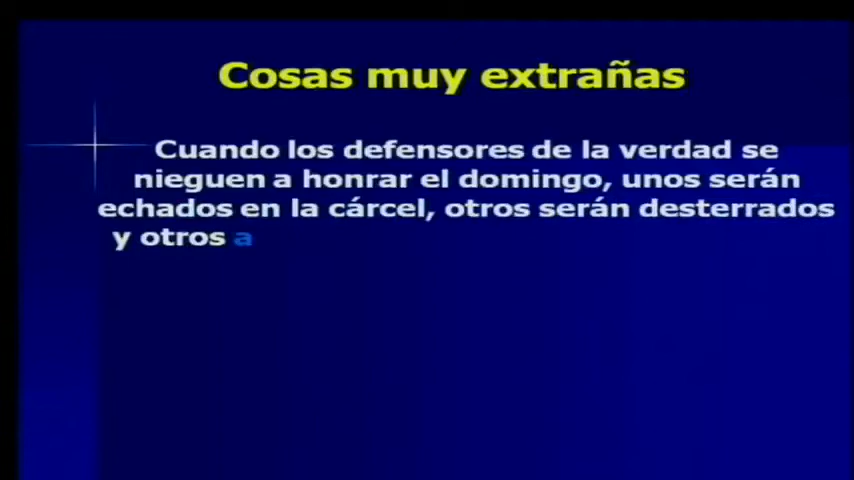 Cosas muy extrañas
Cuando los defensores de la verdad se
nieguen a honrar el domingo, unos serán
echados en la cárcel, otros serán desterrados
y otros a